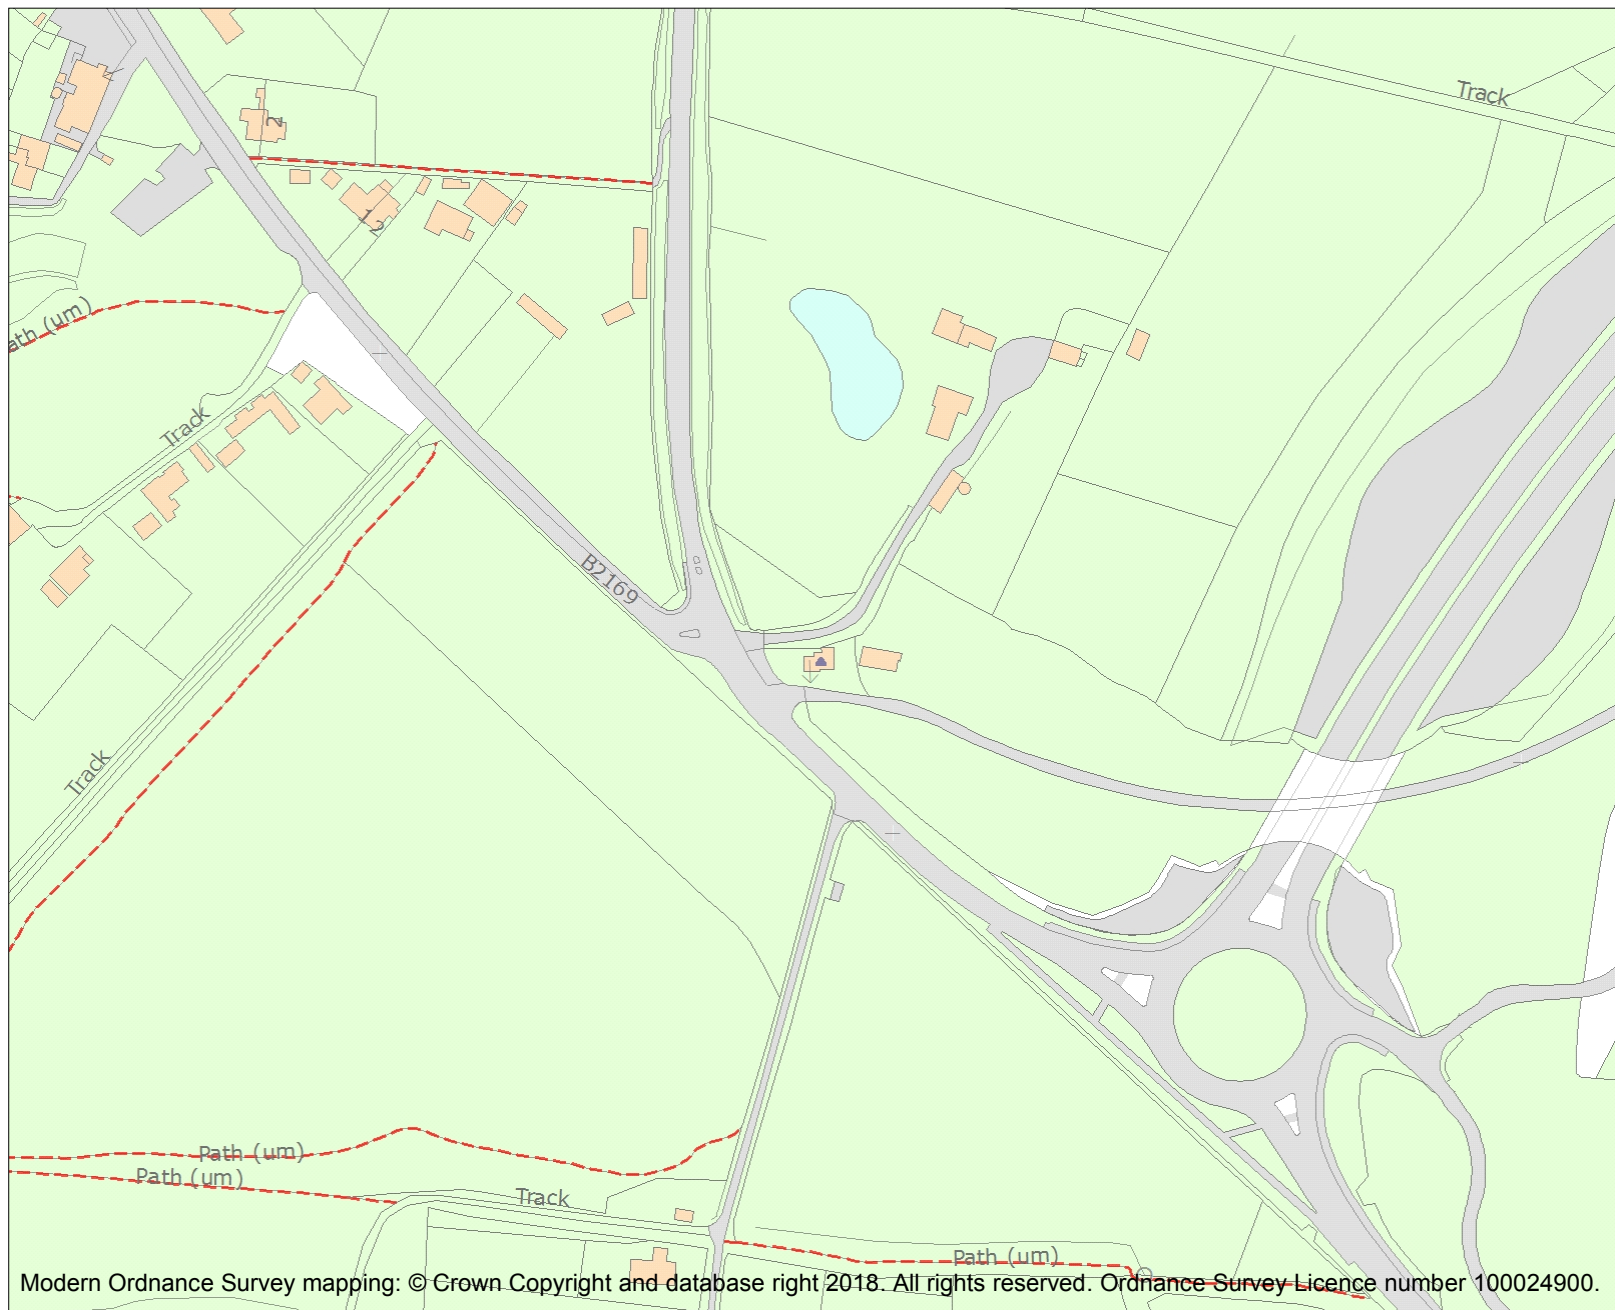 Track
2
12
ath (um)
Track
B2169
Track
Path (um)
Path (um)
Track
Path (um)
Modern Ordnance Survey mapping: © Crown Copyright and database right 2018. All rights reserved. Ordnance Survey Licence number 100024900.